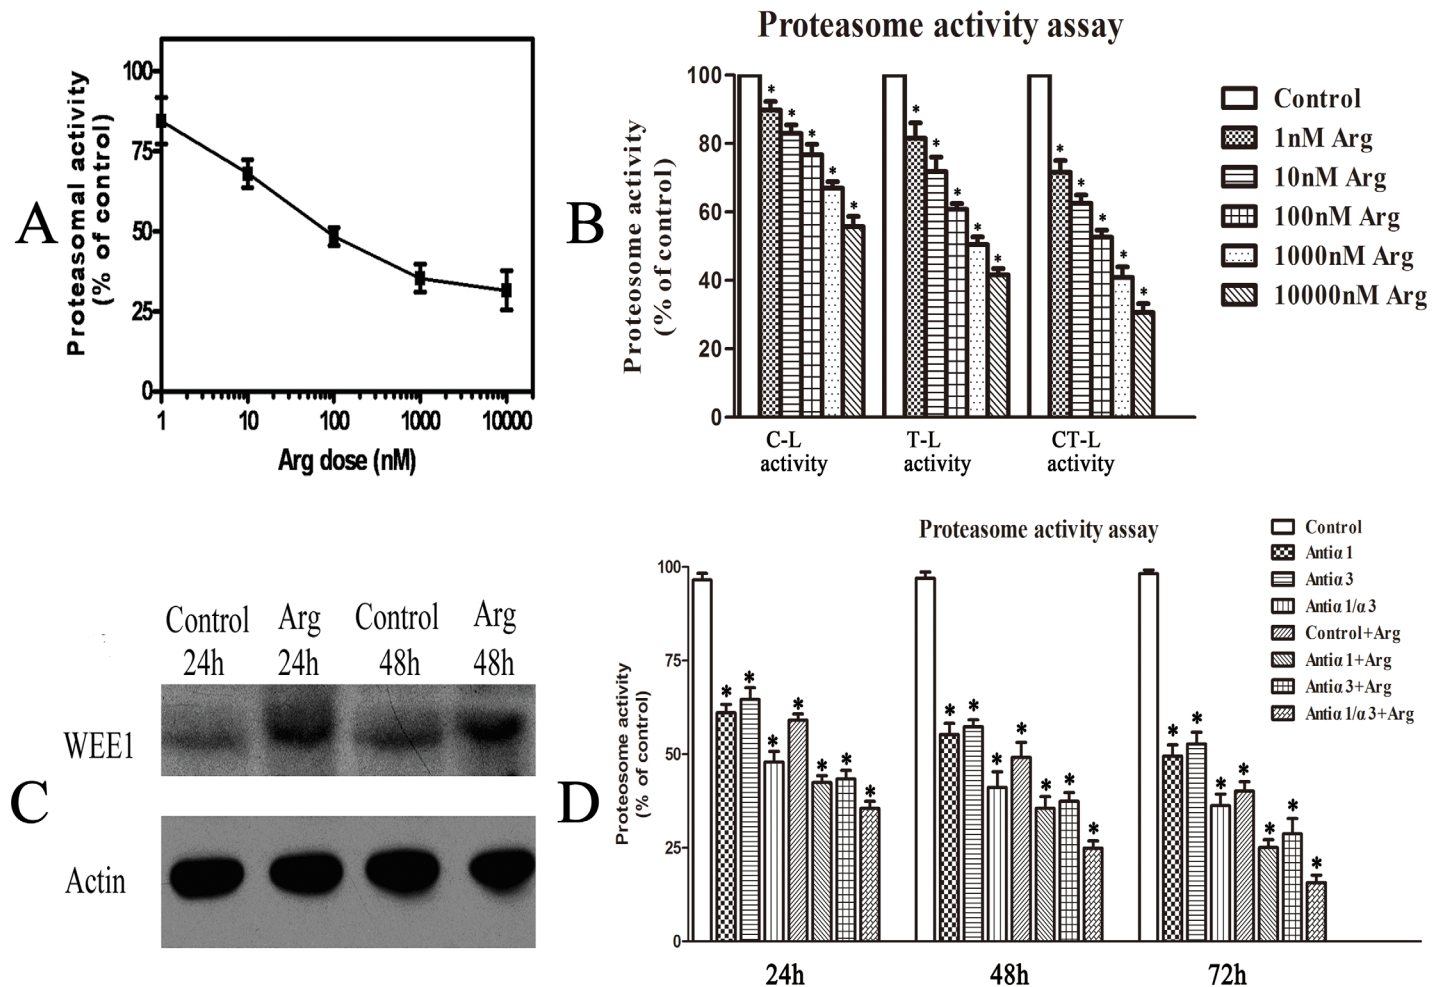 A
Proteasomal activity
(% of control)
100
75
50
25
0
1 10 100 1000 10000
Arg dose (nM)
B
Proteasome activity assay
Proteasome activity
(% of control)
100
80
60
40
20
0
* * * * *
* * * * *
* * * * *
C-L
activity
T-L
activity
CT-L
activity
Control
1nM Arg
10nM Arg
100nM Arg
1000nM Arg
10000nM Arg
C
Control Arg Control Arg
24h 24h 48h 48h
WEE1
Actin
D
Proteasome activity assay
Proteosome activity
(% of control)
100
75
50
25
0
* * * * * * *
* * * * * * *
* * * * * * *
24h 48h 72h
Control
Antiα 1
Antiα 3
Antiα 1/α 3
Control+Arg
Antiα 1+Arg
Antiα 3+Arg
Antiα 1/α 3+Arg